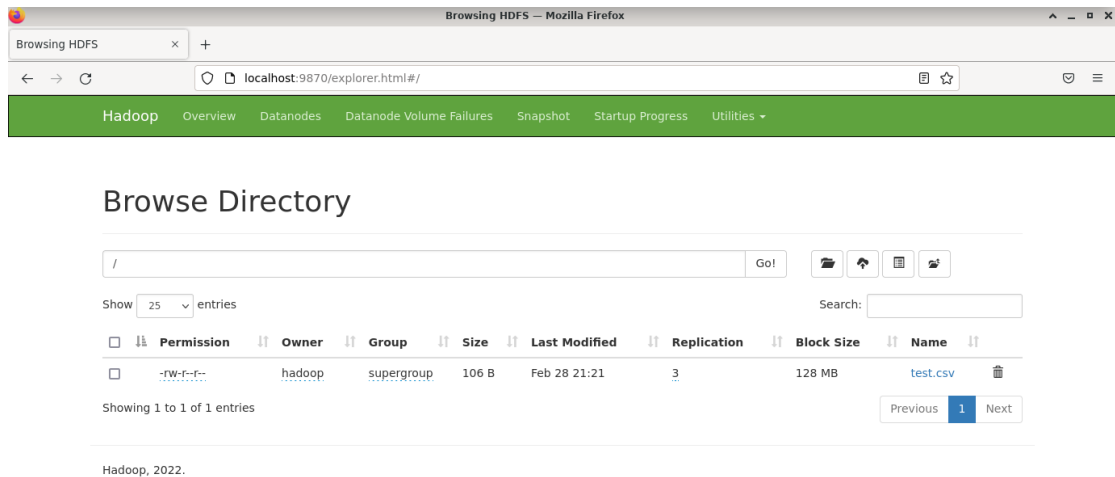 Browsing HDFS — Mozilla Firefox
Browsing HDFS
localhost:9870/explorer.html#/
Hadoop Overview Datanodes Datanode Volume Failures Snapshot Startup Progress Utilities
Browse Directory
/ Go!
Show 25 entries Search:
Permission Owner Group Size Last Modified Replication Block Size Name
-rw-r--r-- hadoop supergroup 106 B Feb 28 21:21 3 128 MB test.csv
Showing 1 to 1 of 1 entries Previous 1 Next
Hadoop, 2022.